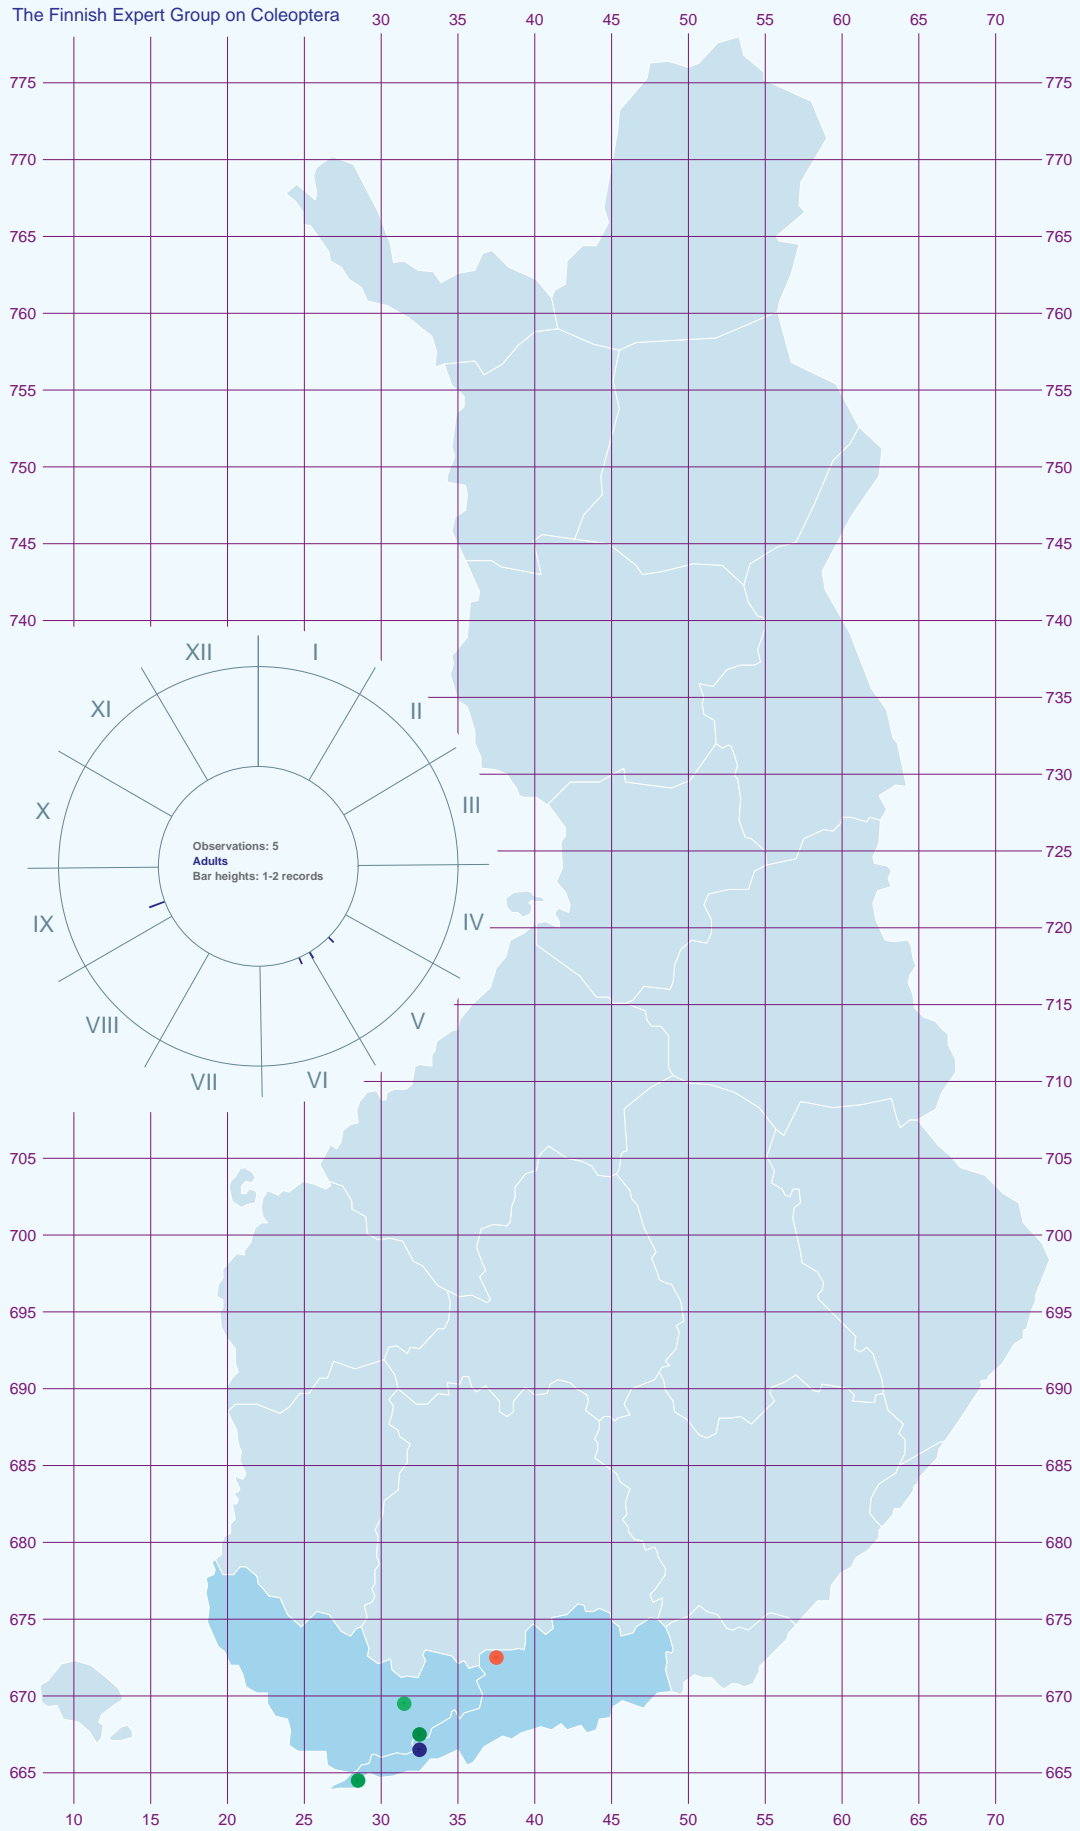 The Finnish Expert Group on Coleoptera
30 35 40 45 50 55 60 65 70
775 775
770 770
765 765
760 760
755 755
750 750
745 745
740 740
XII I
XI II
735
730
X III
Observations: 5
Adults
Bar heights: 1-2 records
725
IX IV
720
715
VIII V
VII VI
710
705 705
700 700
695 695
690 690
685 685
680 680
675 675
670 670
665 665
10 15 20 25 30 35 40 45 50 55 60 65 70